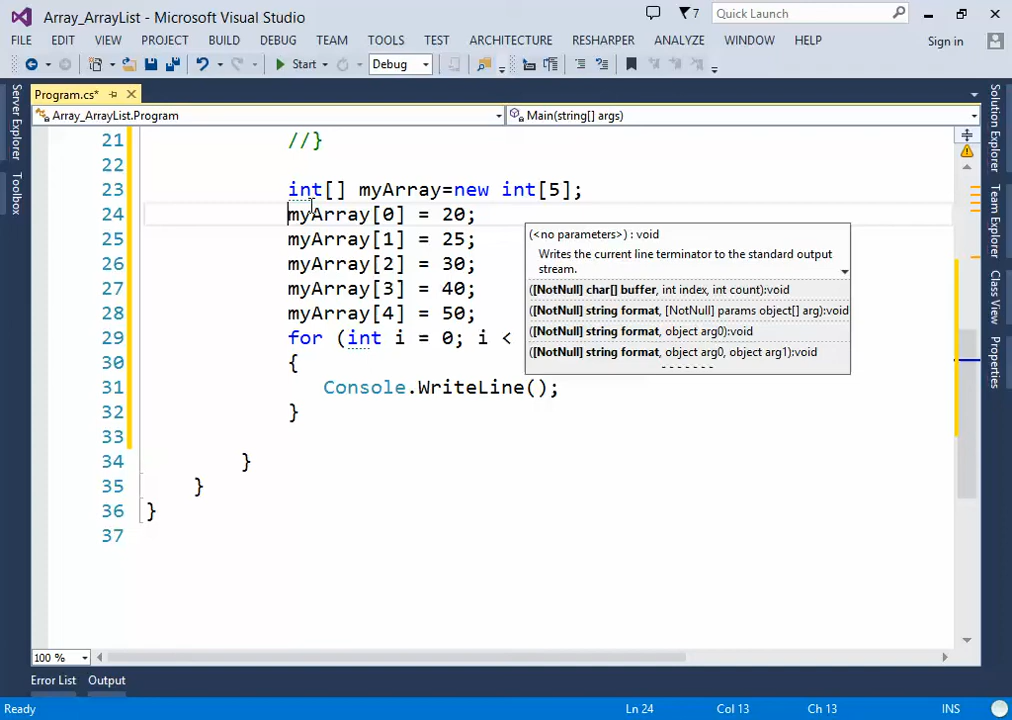 Array_ArrayList - Microsoft Visual Studio
7
Quick Launch
FILE EDIT VIEW PROJECT BUILD DEBUG TEAM TOOLS TEST ARCHITECTURE RESHARPER ANALYZE WINDOW HELP Sign in
Start Debug
Program.cs*
Array_ArrayList.Program Main(string[] args)
Server Explorer
Toolbox
Solution Explorer
Team Explorer
Class View
Properties
21 //}
22
23 int[] myArray=new int[5];
24 myArray[0] = 20;
25 myArray[1] = 25;
26 myArray[2] = 30;
27 myArray[3] = 40;
28 myArray[4] = 50;
29 for (int i = 0; i <
30 {
31 Console.WriteLine();
32 }
33
34 }
35 }
36 }
37
(<no parameters>) : void
Writes the current line terminator to the standard output
stream.
([NotNull] char[] buffer, int index, int count):void
([NotNull] string format, [NotNull] params object[] arg):void
([NotNull] string format, object arg0):void
([NotNull] string format, object arg0, object arg1):void
100 %
Error List Output
Ready Ln 24 Col 13 Ch 13 INS